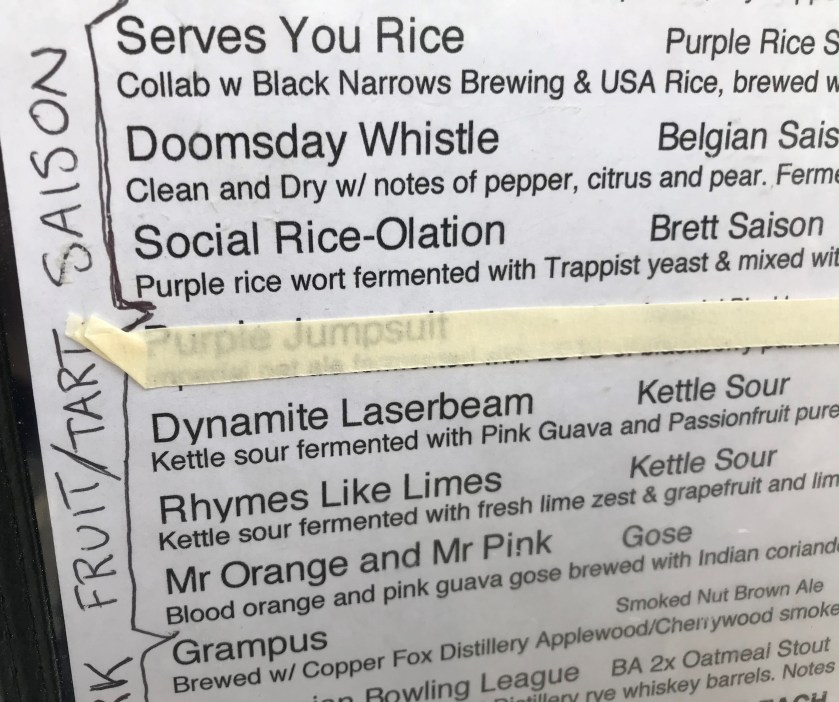 SAISON
Serves You Rice Purple Rice S
Collab w Black Narrows Brewing & USA Rice, brewed w
Doomsday Whistle Belgian Sais
Clean and Dry w/ notes of pepper, citrus and pear. Ferme
Social Rice-Olation Brett Saison
Purple rice wort fermented with Trappist yeast & mixed wit
FRUIT/TART
Purple Jumpsuit
Dynamite Laserbeam Kettle Sour
Kettle sour fermented with Pink Guava and Passionfruit pure
Rhymes Like Limes Kettle Sour
Kettle sour fermented with fresh lime zest & grapefruit and lim
Mr Orange and Mr Pink Gose
Blood orange and pink guava gose brewed with Indian coriand
RK
Grampus Smoked Nut Brown Ale
Brewed w/ Copper Fox Distillery Applewood/Cherrywood smoke
Bowling League BA 2x Oatmeal Stout
rye whiskey barrels. Notes